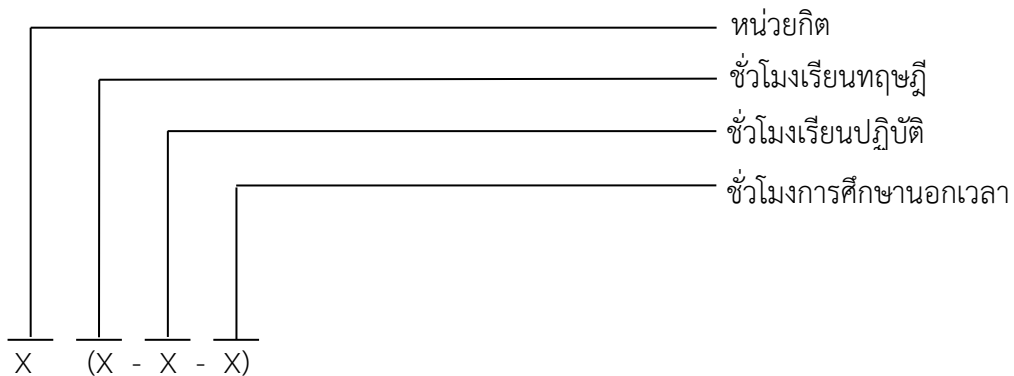 หน่วยกิต
ชั่วโมงเรียนทฤษฎี
ชั่วโมงเรียนปฏิบัติ
ชั่วโมงการศึกษานอกเวลา
X (X - X - X)